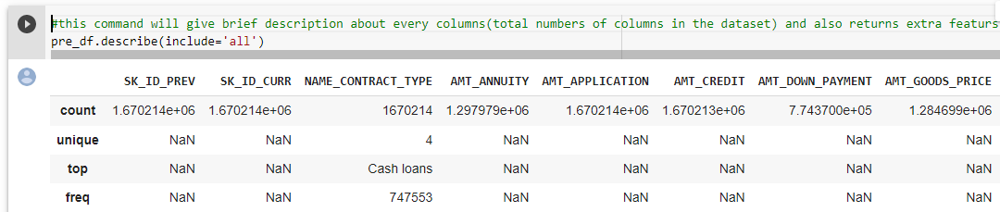 #this command will give brief description about every columns(total numbers of columns in the dataset) and also returns extra featurs
pre_df.describe(include='all')
SK_ID_PREV SK_ID_CURR NAME_CONTRACT_TYPE AMT_ANNUITY AMT_APPLICATION AMT_CREDIT AMT_DOWN_PAYMENT AMT_GOODS_PRICE
count 1.670214e+06 1.670214e+06 1670214 1.297979e+06 1.670214e+06 1.670213e+06 7.743700e+05 1.284699e+06
unique NaN NaN 4 NaN NaN NaN NaN NaN
top NaN NaN Cash loans NaN NaN NaN NaN NaN
freq NaN NaN 747553 NaN NaN NaN NaN NaN